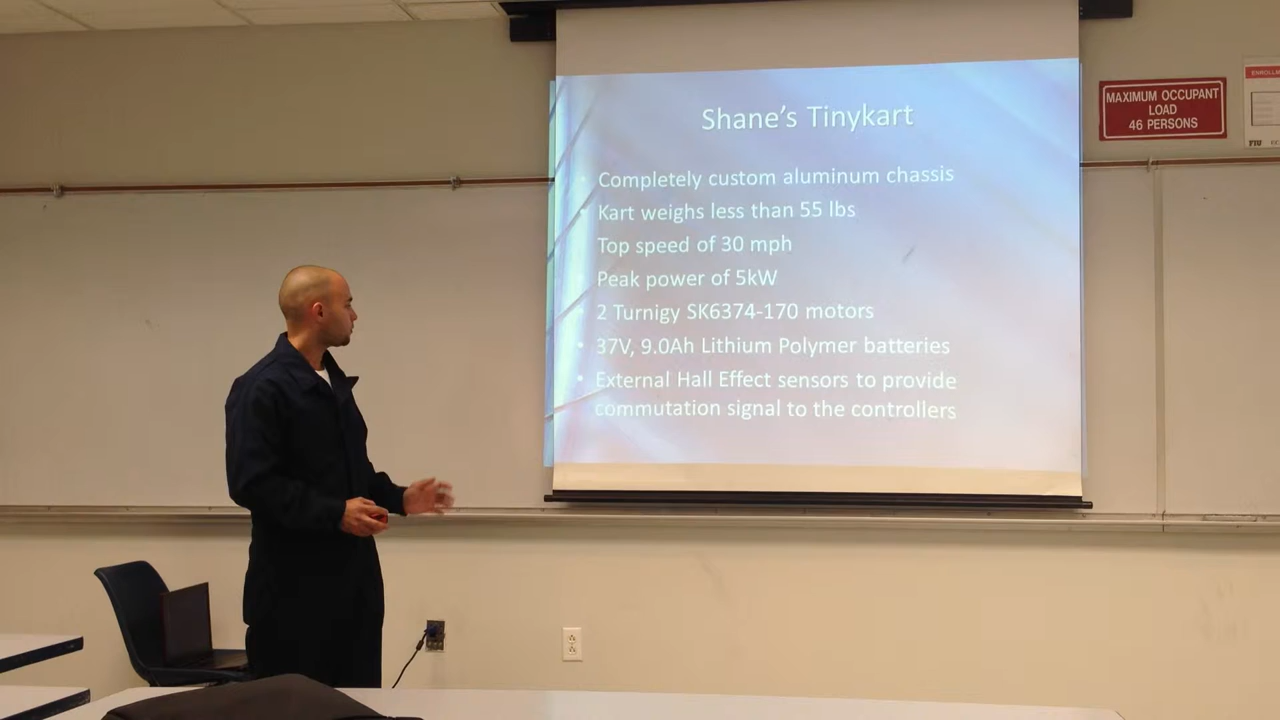 Shane's Tinykart
• Completely custom aluminum chassis
• Kart weighs less than 55 lbs
Top speed of 30 mph
• Peak power of 5kW
• 2 Turnigy SK6374-170 motors
• 37V, 9.0Ah Lithium Polymer batteries
• External Hall Effect sensors to provide
commutation signal to the controllers
MAXIMUM OCCUPANT
LOAD
46 PERSONS
FIU